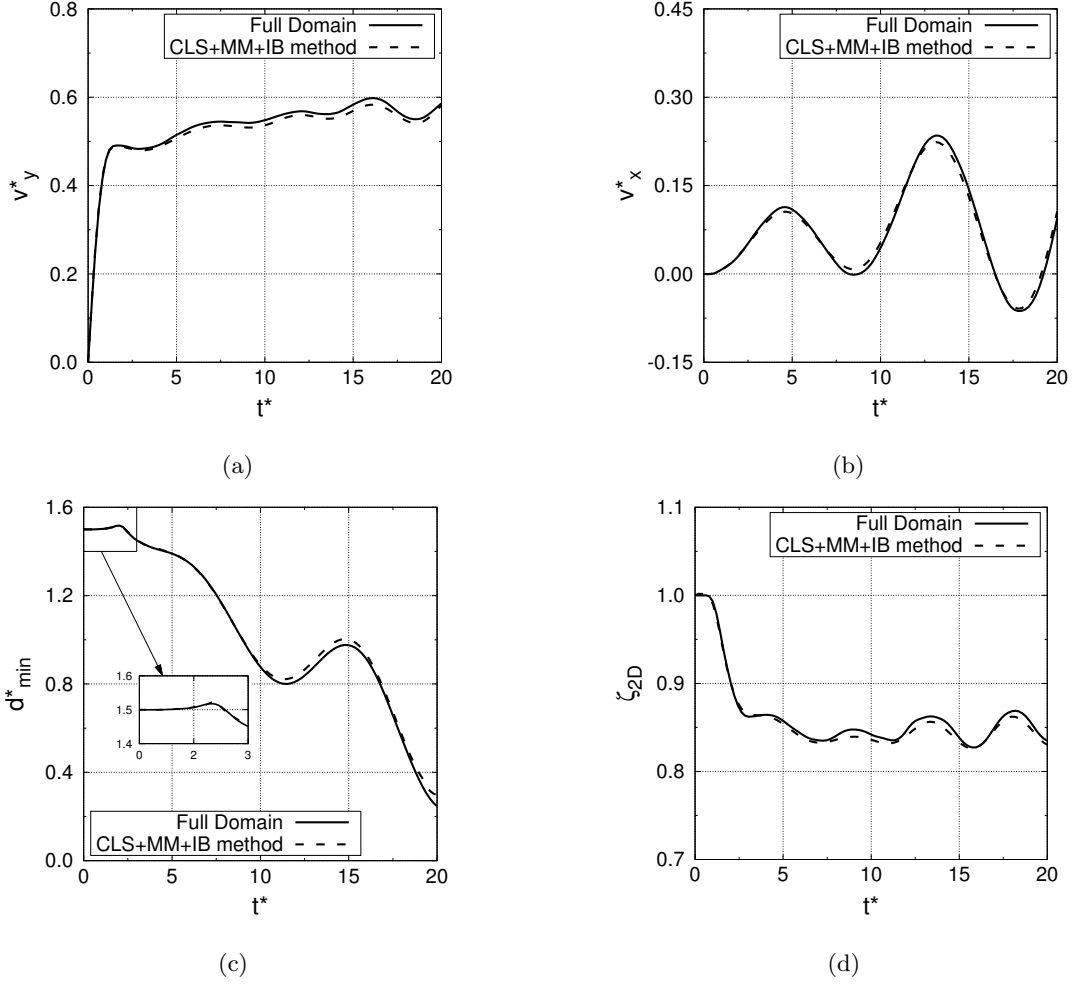 0.8
0.6
0.4
0.2
0.0
v*y
0 5 10 15 20
t*
Full Domain
CLS+MM+IB method
(a)
0.45
0.30
0.15
0.00
-0.15
v*x
0 5 10 15 20
t*
Full Domain
CLS+MM+IB method
(b)
1.6
1.2
0.8
0.4
0.0
d*min
0 5 10 15 20
t*
1.6
1.5
1.4
0 2 3
Full Domain
CLS+MM+IB method
(c)
1.1
1.0
0.9
0.8
0.7
ζ2D
0 5 10 15 20
t*
Full Domain
CLS+MM+IB method
(d)